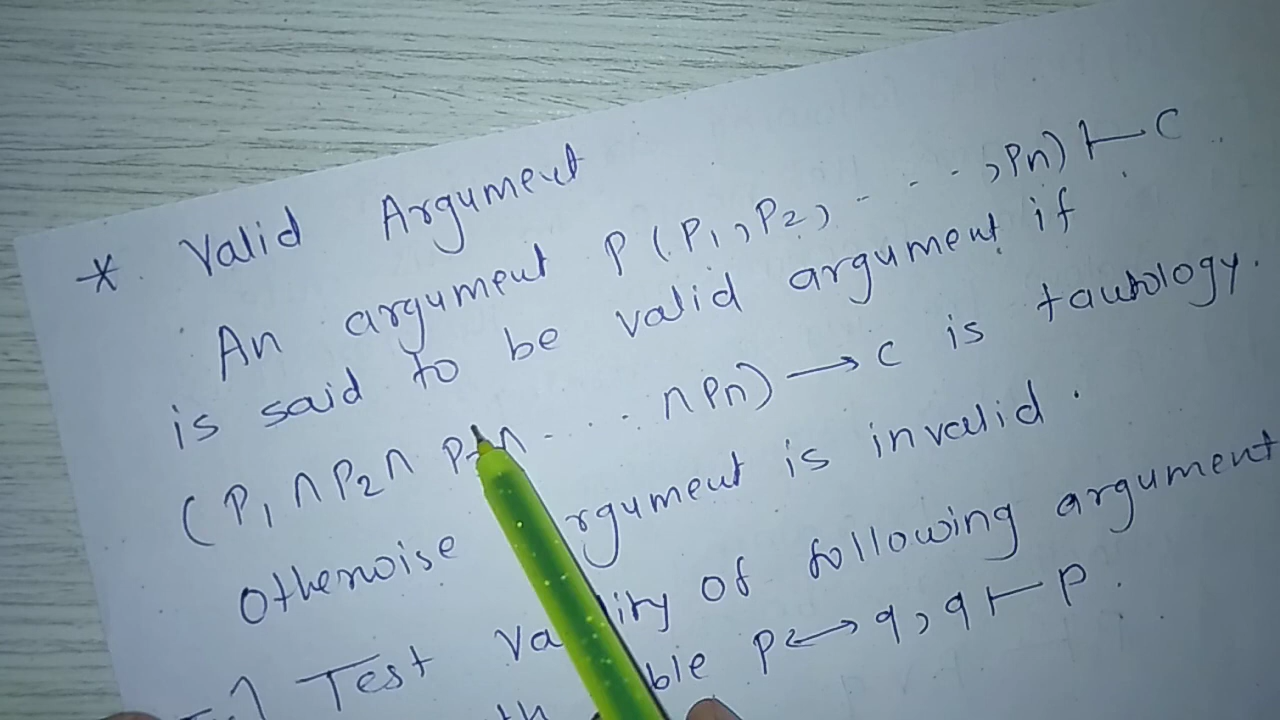 * Valid Argument
An argument P(P1, P2, - - - -, Pn) ⊢ C.
is said to be valid argument if
(P1 ∧ P2 ∧ ... ∧ Pn) → C is tautology.
Otherwise argument is invalid.
Test Validity of following argument
P ↔ q, q ⊢ P.